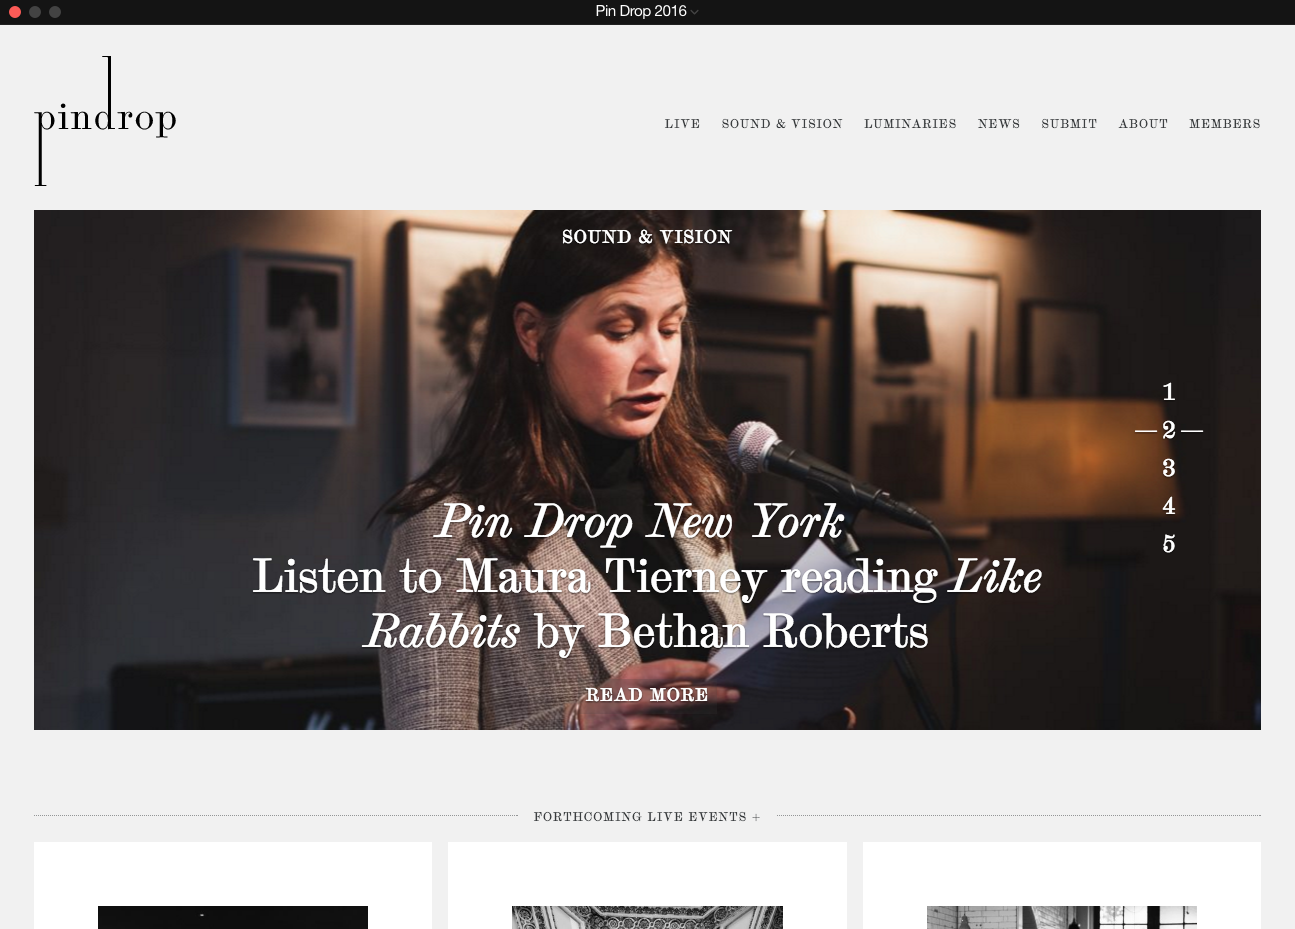 Pin Drop 2016
pindrop
LIVE SOUND & VISION LUMINARIES NEWS SUBMIT ABOUT MEMBERS
SOUND & VISION
1
2
3
4
5
Pin Drop New York
Listen to Maura Tierney reading Like
Rabbits by Bethan Roberts
READ MORE
FORTHCOMING LIVE EVENTS +